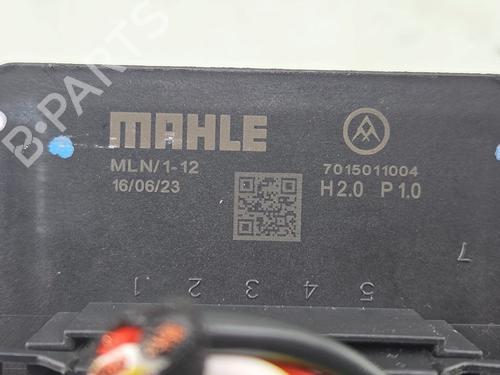 B-PARTS
MAHLE
MLN/1-12
16/06/23
7015011004
H2.0 P1.0
7
1 2 3 4 5